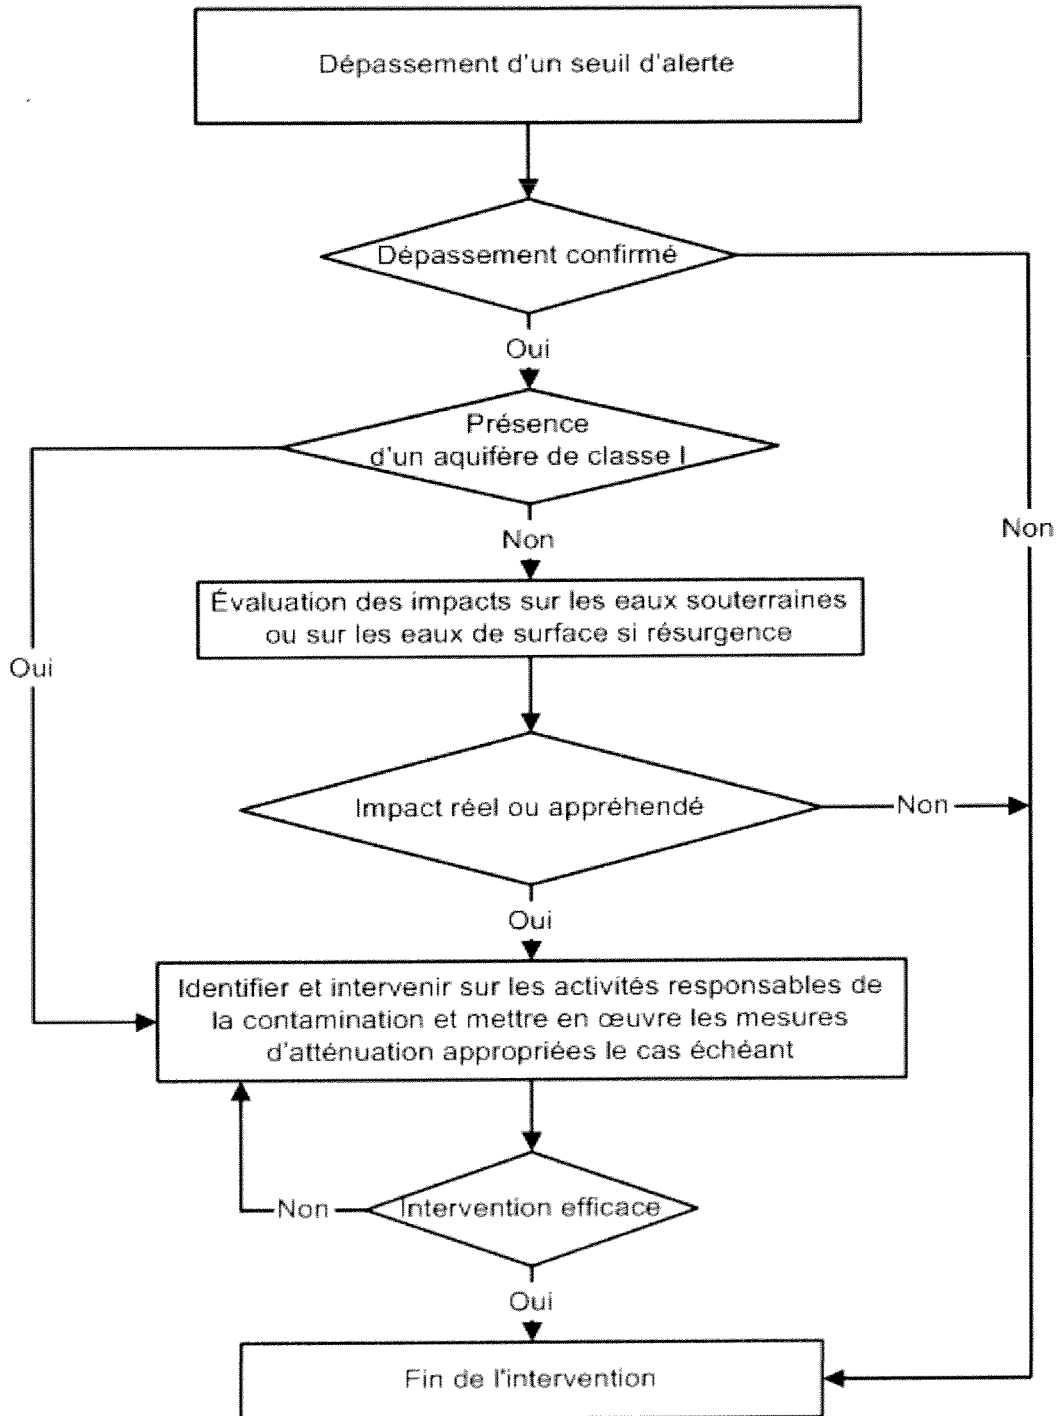 Dépassement d'un seuil d'alerte
Dépassement confirmé
Oui
Présence
d'un aquifère de classe I
Non
Non
Évaluation des impacts sur les eaux souterraines
ou sur les eaux de surface si résurgence
Oui
Impact réel ou appréhendé
Non
Oui
Identifier et intervenir sur les activités responsables de
la contamination et mettre en œuvre les mesures
d'atténuation appropriées le cas échéant
Non
Intervention efficace
Oui
Fin de l'intervention